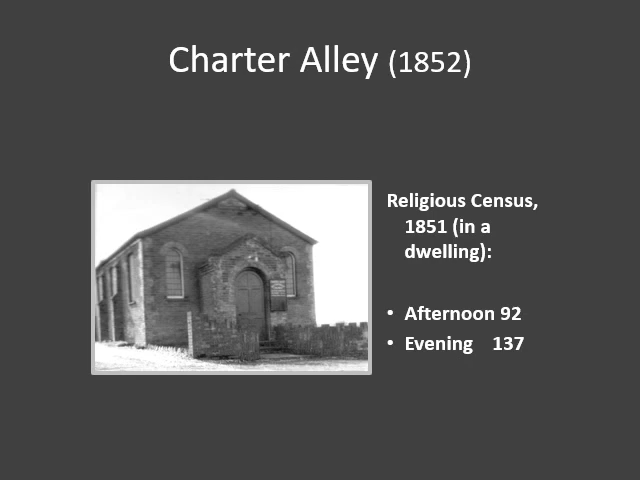 Charter Alley (1852)
Religious Census,
1851 (in a
dwelling):
• Afternoon 92
• Evening 137